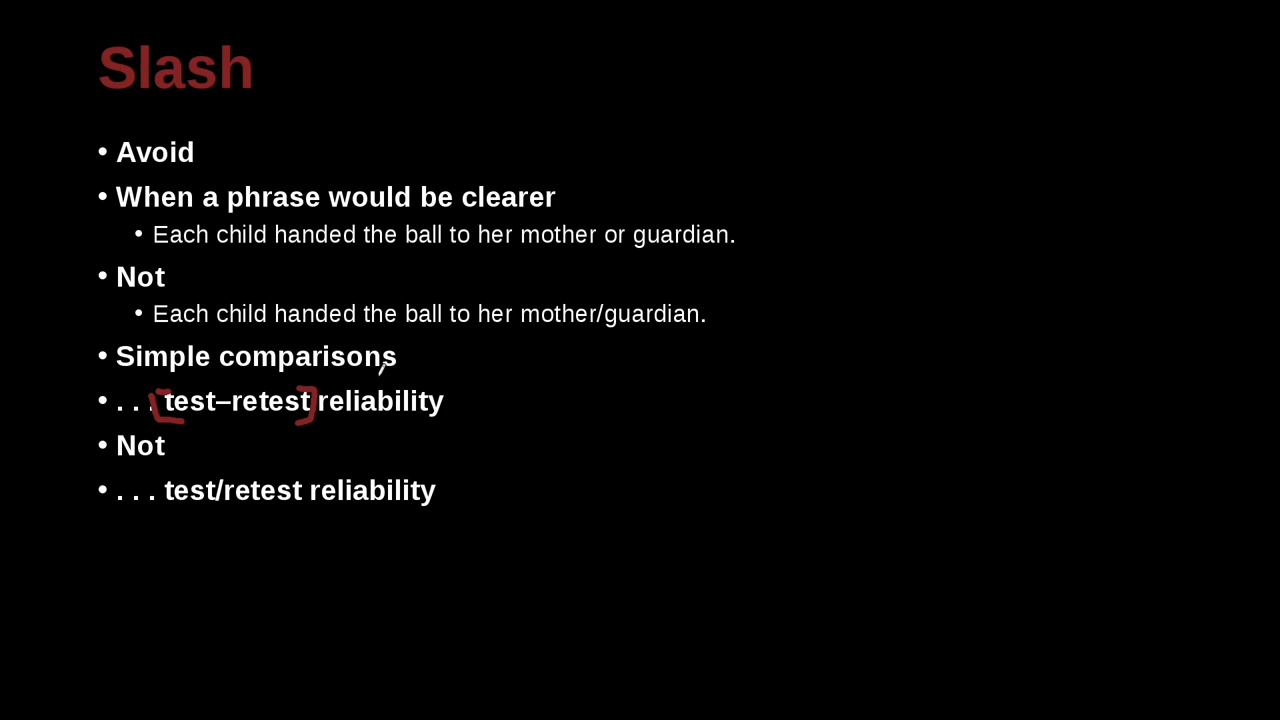 Slash
• Avoid
• When a phrase would be clearer
• Each child handed the ball to her mother or guardian.
• Not
• Each child handed the ball to her mother/guardian.
• Simple comparisons
• . . . test–retest reliability
• Not
• . . . test/retest reliability